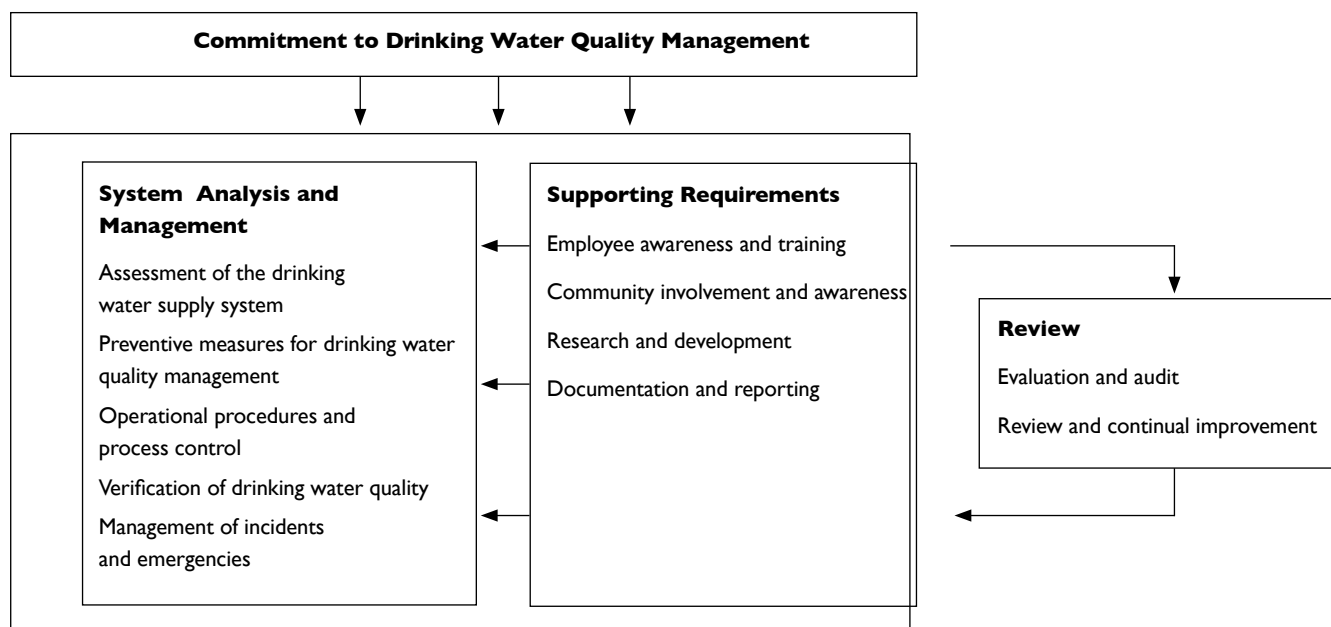 Commitment to Drinking Water Quality Management
System Analysis and
Management
Assessment of the drinking
water supply system
Preventive measures for drinking water
quality management
Operational procedures and
process control
Verification of drinking water quality
Management of incidents
and emergencies
Supporting Requirements
Employee awareness and training
Community involvement and awareness
Research and development
Documentation and reporting
Review
Evaluation and audit
Review and continual improvement